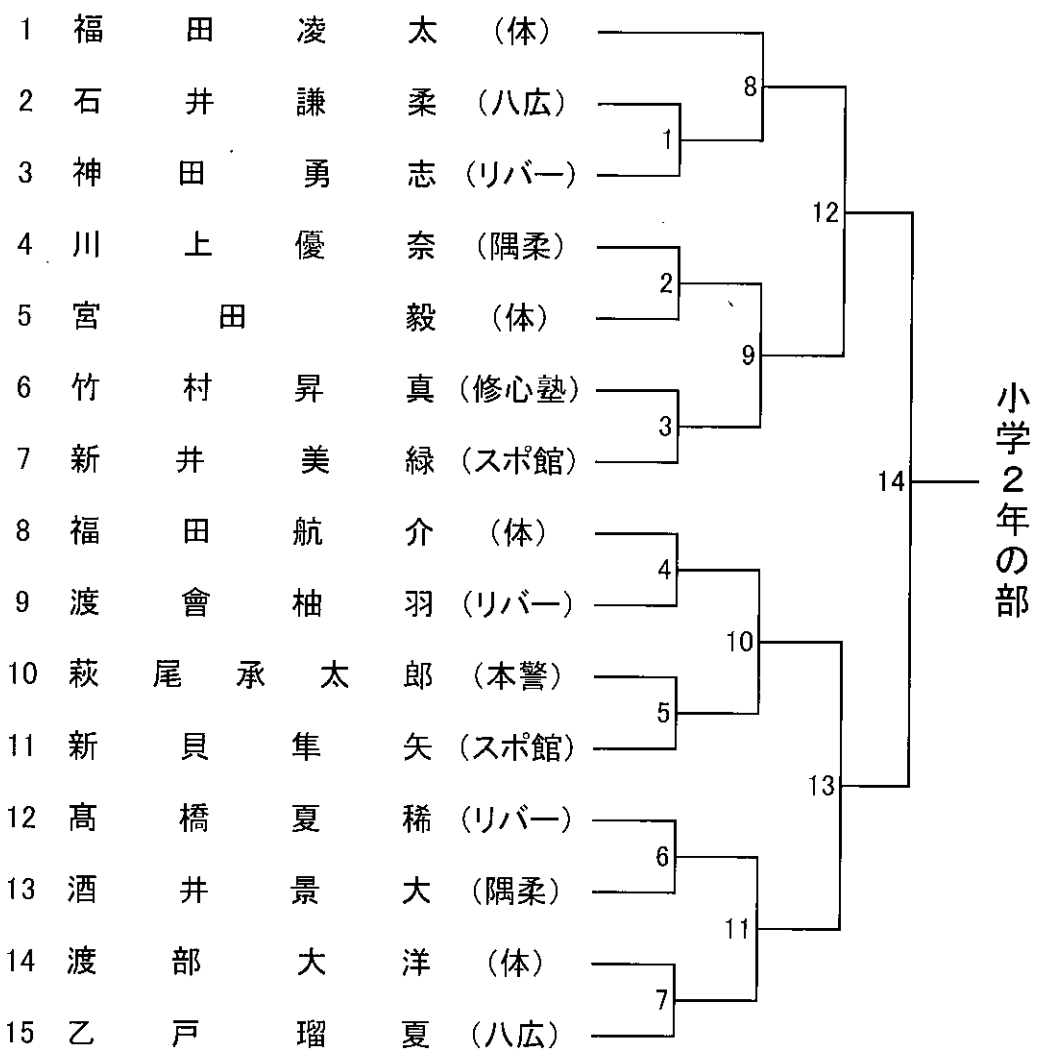 1 福田凌太 (体)
2 石井謙柔 (八広)
3 神田勇志 (リバー)
4 川上優奈 (隅柔)
5 宮田毅 (体)
6 竹村昇真 (修心塾)
7 新井美緑 (スポ館)
8 福田航介 (体)
9 渡會柚羽 (リバー)
10 萩尾承太郎 (本警)
11 新貝隼矢 (スポ館)
12 髙橋夏稀 (リバー)
13 酒井景大 (隅柔)
14 渡部大洋 (体)
15 乙戸瑠夏 (八広)
1
2
3
4
5
6
7
8
9
10
11
12
13
14
小学2年の部